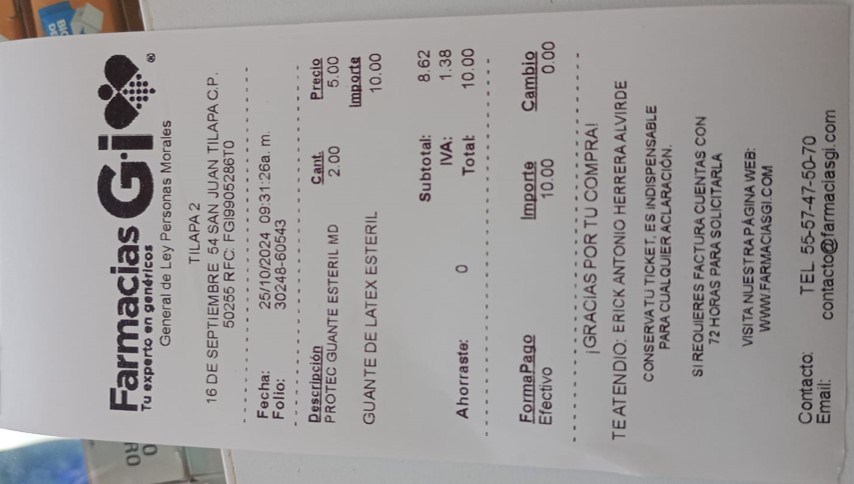 Farmacias Gi
®
Tu experto en genéricos
General de Ley Personas Morales
TILAPA 2
16 DE SEPTIEMBRE 54 SAN JUAN TILAPA C.P.
50255 RFC: FGI9905286T0
Fecha: 25/10/2024 09:31:26a. m.
Folio: 30248-60543
Descripción Cant. Precio
PROTEC GUANTE ESTERIL MD 2.00 5.00
Importe
GUANTE DE LATEX ESTERIL 10.00
Subtotal: 8.62
IVA: 1.38
Ahorraste: 0 Total: 10.00
FormaPago Importe Cambio
Efectivo 10.00 0.00
¡GRACIAS POR TU COMPRA!
TE ATENDIO: ERICK ANTONIO HERRERA ALVIRDE
CONSERVA TU TICKET, ES INDISPENSABLE
PARA CUALQUIER ACLARACIÓN.
SI REQUIERES FACTURA CUENTAS CON
72 HORAS PARA SOLICITARLA
VISITA NUESTRA PÁGINA WEB:
WWW.FARMACIASGI.COM
Contacto: TEL 55-57-47-50-70
Email: contacto@farmaciasgi.com